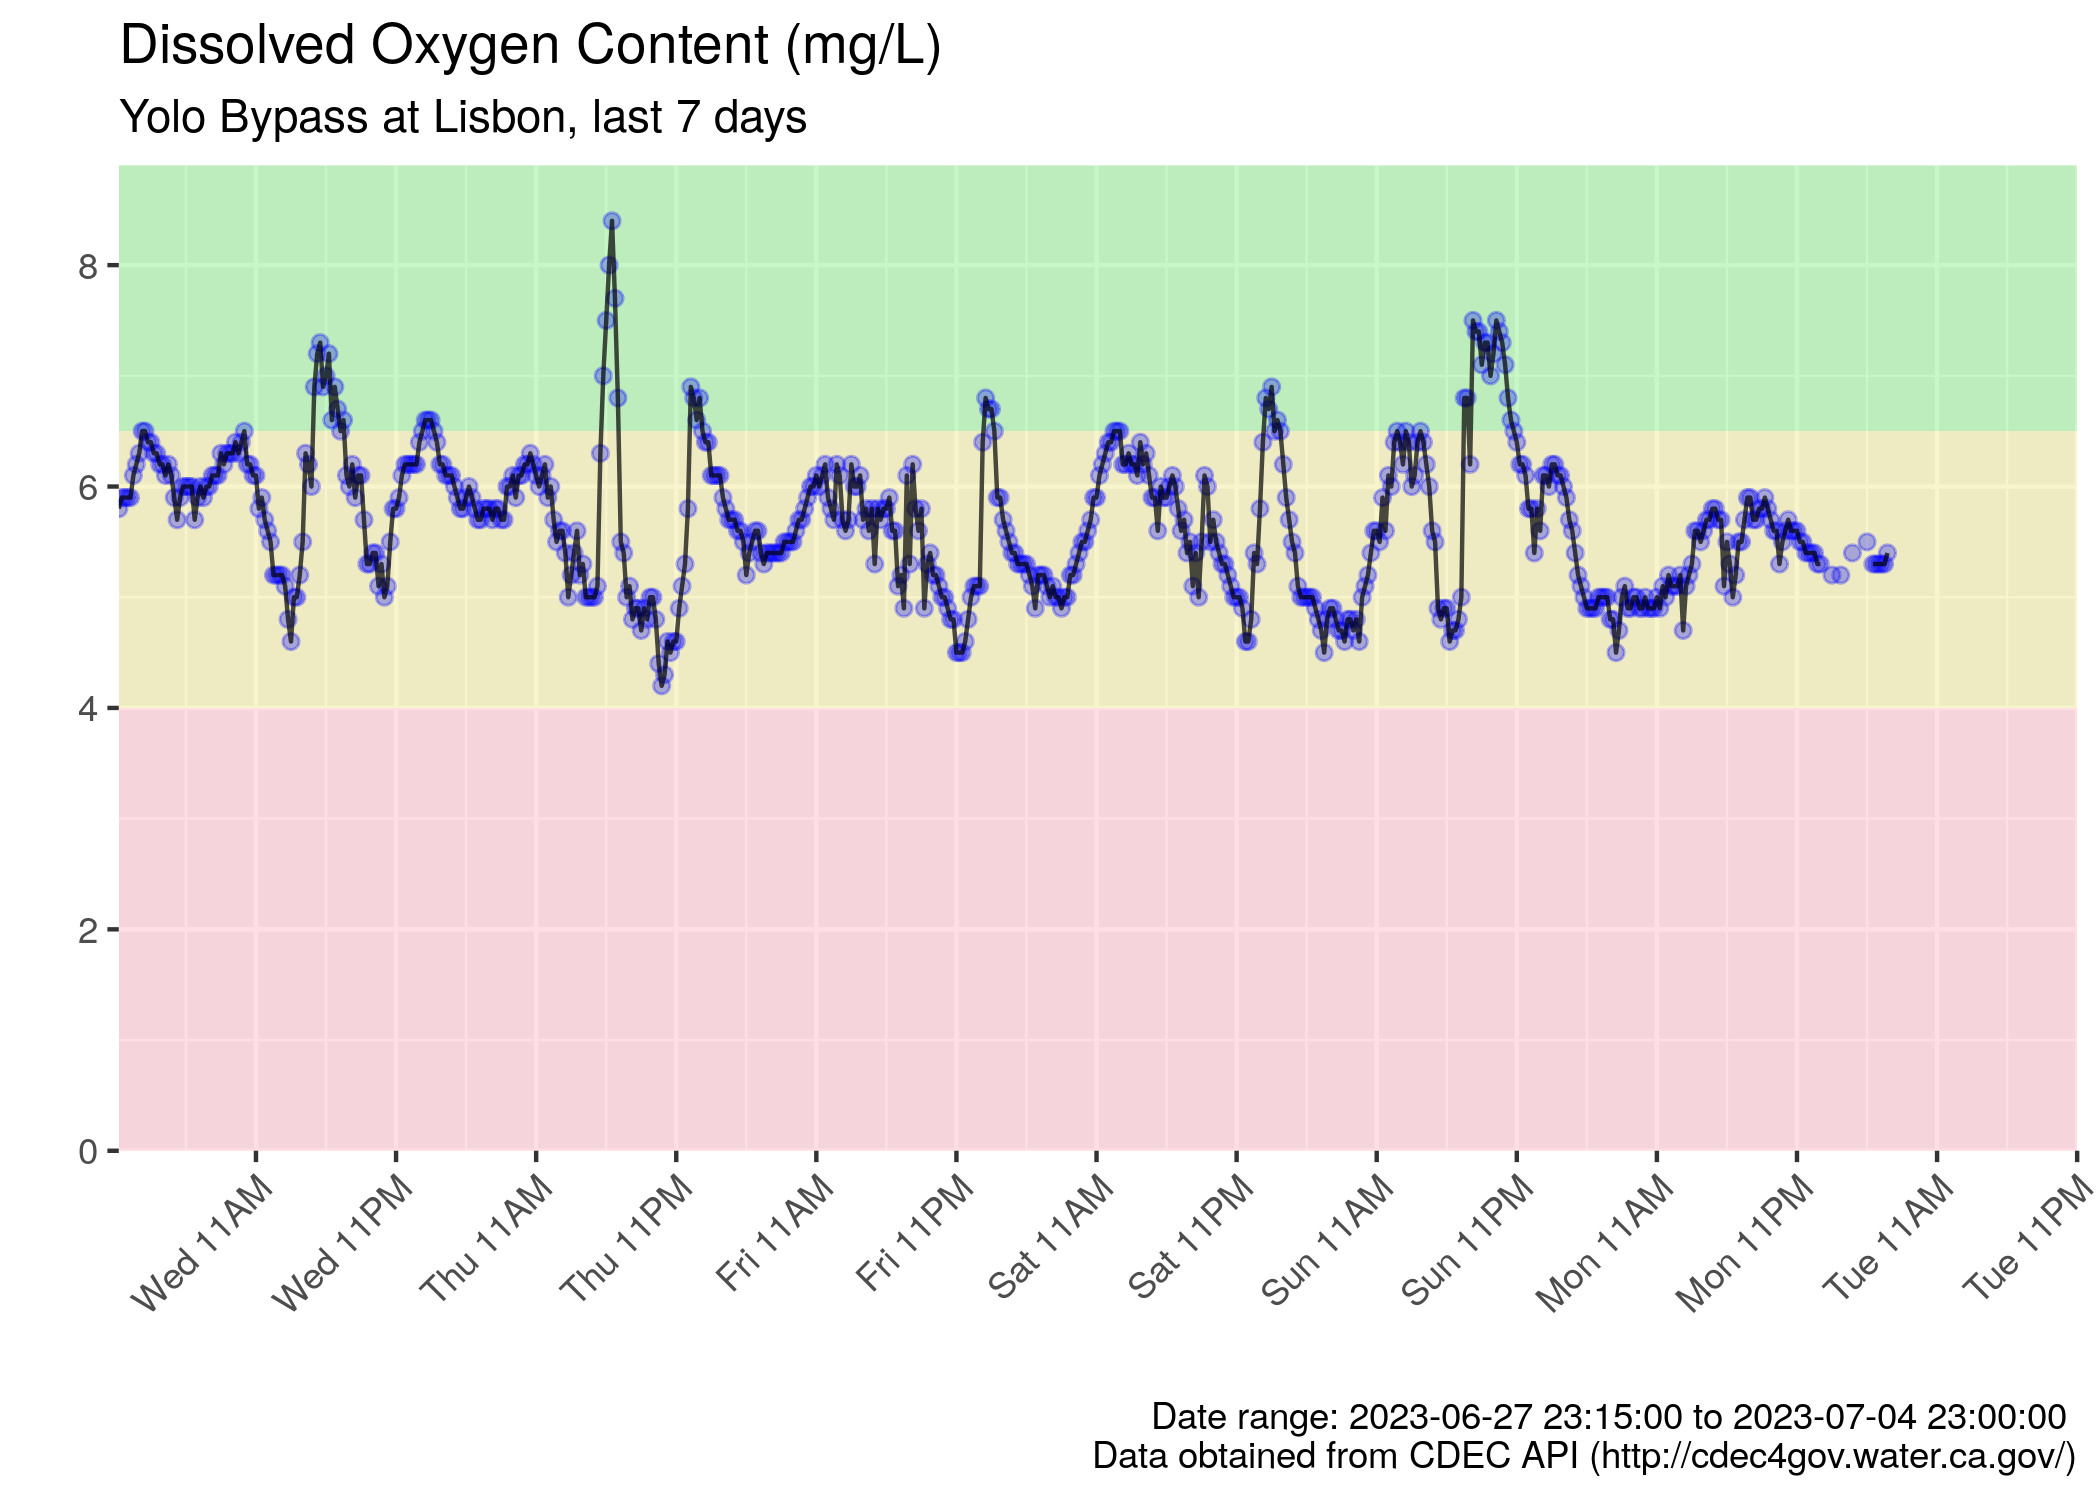 Dissolved Oxygen Content (mg/L)
Yolo Bypass at Lisbon, last 7 days
8
6
4
2
0
Wed 11AM
Wed 11PM
Thu 11AM
Thu 11PM
Fri 11AM
Fri 11PM
Sat 11AM
Sat 11PM
Sun 11AM
Sun 11PM
Mon 11AM
Mon 11PM
Tue 11AM
Tue 11PM
Date range: 2023-06-27 23:15:00 to 2023-07-04 23:00:00
Data obtained from CDEC API (http://cdec4gov.water.ca.gov/)